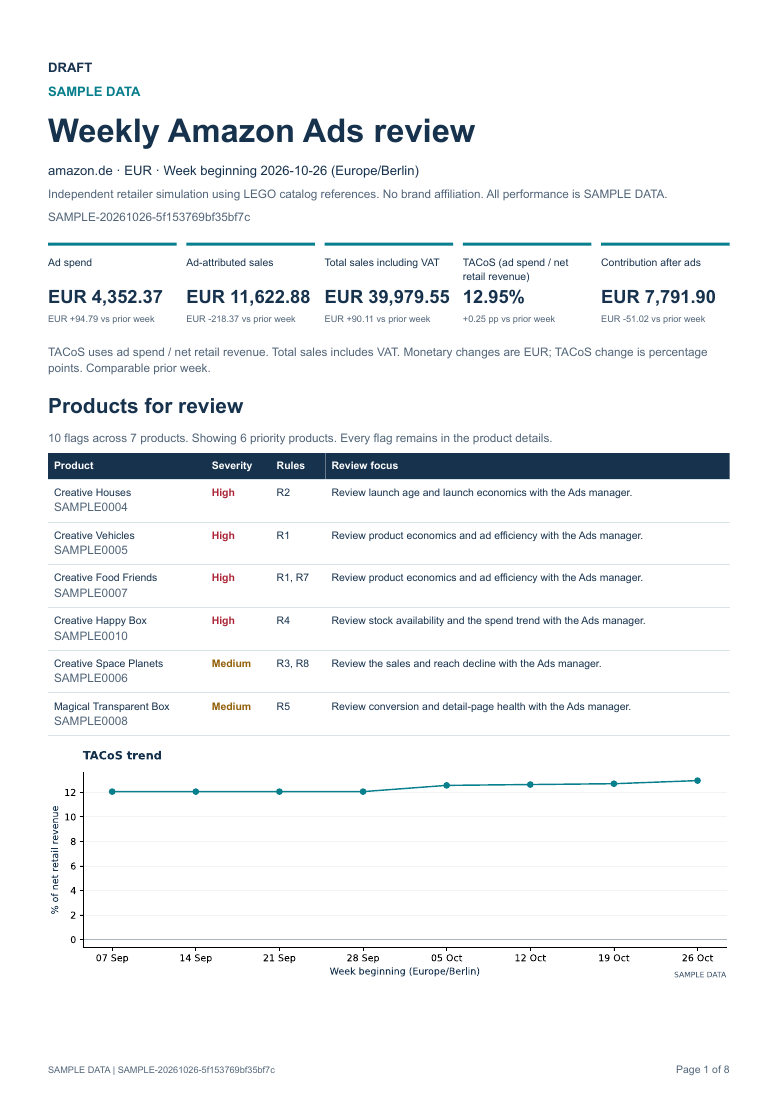 DRAFT
SAMPLE DATA
Weekly Amazon Ads review
amazon.de · EUR · Week beginning 2026-10-26 (Europe/Berlin)
Independent retailer simulation using LEGO catalog references. No brand affiliation. All performance is SAMPLE DATA.
SAMPLE-20261026-5f153769bf35bf7c
Ad spend
EUR 4,352.37
EUR +94.79 vs prior week
Ad-attributed sales
EUR 11,622.88
EUR -218.37 vs prior week
Total sales including VAT
EUR 39,979.55
EUR +90.11 vs prior week
TACoS (ad spend / net
retail revenue)
12.95%
+0.25 pp vs prior week
Contribution after ads
EUR 7,791.90
EUR -51.02 vs prior week
TACoS uses ad spend / net retail revenue. Total sales includes VAT. Monetary changes are EUR; TACoS change is percentage
points. Comparable prior week.
Products for review
10 flags across 7 products. Showing 6 priority products. Every flag remains in the product details.
Product Severity Rules Review focus
Creative Houses High R2 Review launch age and launch economics with the Ads manager.
SAMPLE0004
Creative Vehicles High R1 Review product economics and ad efficiency with the Ads manager.
SAMPLE0005
Creative Food Friends High R1, R7 Review product economics and ad efficiency with the Ads manager.
SAMPLE0007
Creative Happy Box High R4 Review stock availability and the spend trend with the Ads manager.
SAMPLE0010
Creative Space Planets Medium R3, R8 Review the sales and reach decline with the Ads manager.
SAMPLE0006
Magical Transparent Box Medium R5 Review conversion and detail-page health with the Ads manager.
SAMPLE0008
TACoS trend
% of net retail revenue
12
10
8
6
4
2
0
07 Sep 14 Sep 21 Sep 28 Sep 05 Oct 12 Oct 19 Oct 26 Oct
Week beginning (Europe/Berlin)
SAMPLE DATA
SAMPLE DATA | SAMPLE-20261026-5f153769bf35bf7c
Page 1 of 8